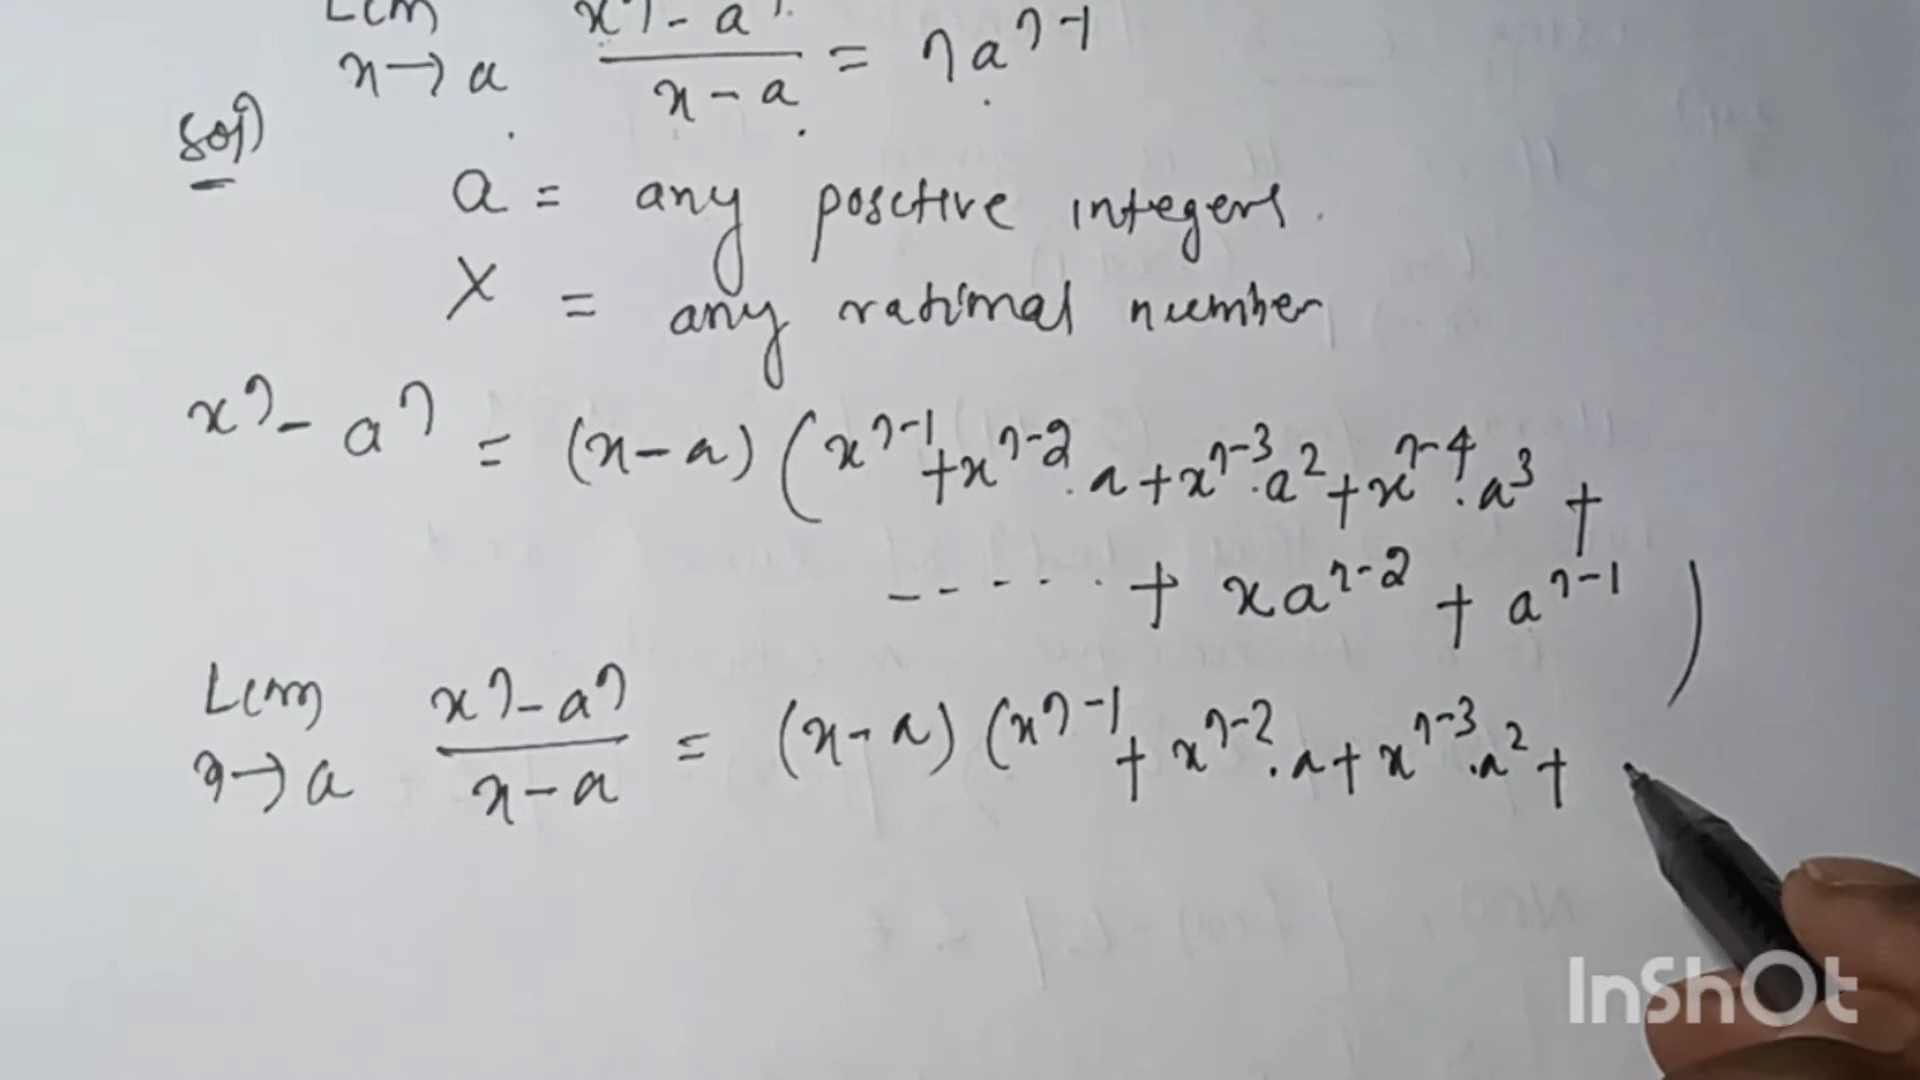 Lim x→a (xⁿ - aⁿ)/(x - a) = naⁿ⁻¹
Solⁿ
a = any positive integers.
X = any rational number
xⁿ - aⁿ = (x-a) (xⁿ⁻¹ + xⁿ⁻² . a + xⁿ⁻³ . a² + xⁿ⁻⁴ . a³ +
- - - - . . . + xaⁿ⁻² + aⁿ⁻¹ )
Lim x→a (xⁿ - aⁿ)/(x - a) = (x-a) (xⁿ⁻¹ + xⁿ⁻² . a + xⁿ⁻³ . a² +
InShOt